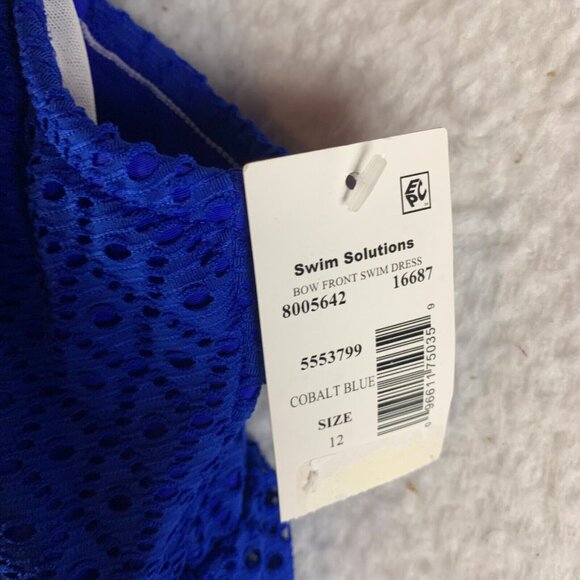 EPC
Swim Solutions
BOW FRONT SWIM DRESS
8005642 16687
5553799
COBALT BLUE
SIZE
12
0 96611 75035 9